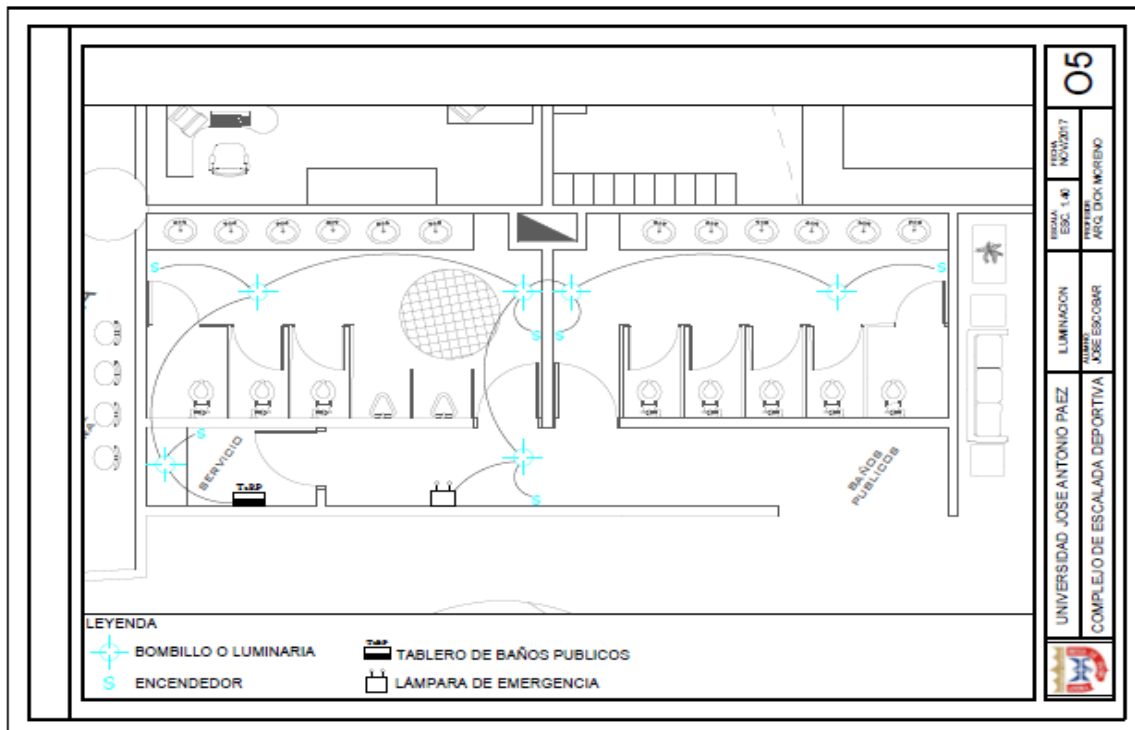 SERVICIO
T.B.P
BAÑOS
PUBLICOS
LEYENDA
BOMBILLO O LUMINARIA
ENCENDEDOR
TABLERO DE BAÑOS PUBLICOS
LÁMPARA DE EMERGENCIA
S
S
S
S
S
S
S
O5
FECHA
NOV/2017
ESCALA
ESC. 1.40
PROFESOR:
ARQ. DICK MORENO
ILUMINACION
ALUMNO:
JOSE ESCOBAR
UNIVERSIDAD JOSE ANTONIO PAEZ
COMPLEJO DE ESCALADA DEPORTIVA